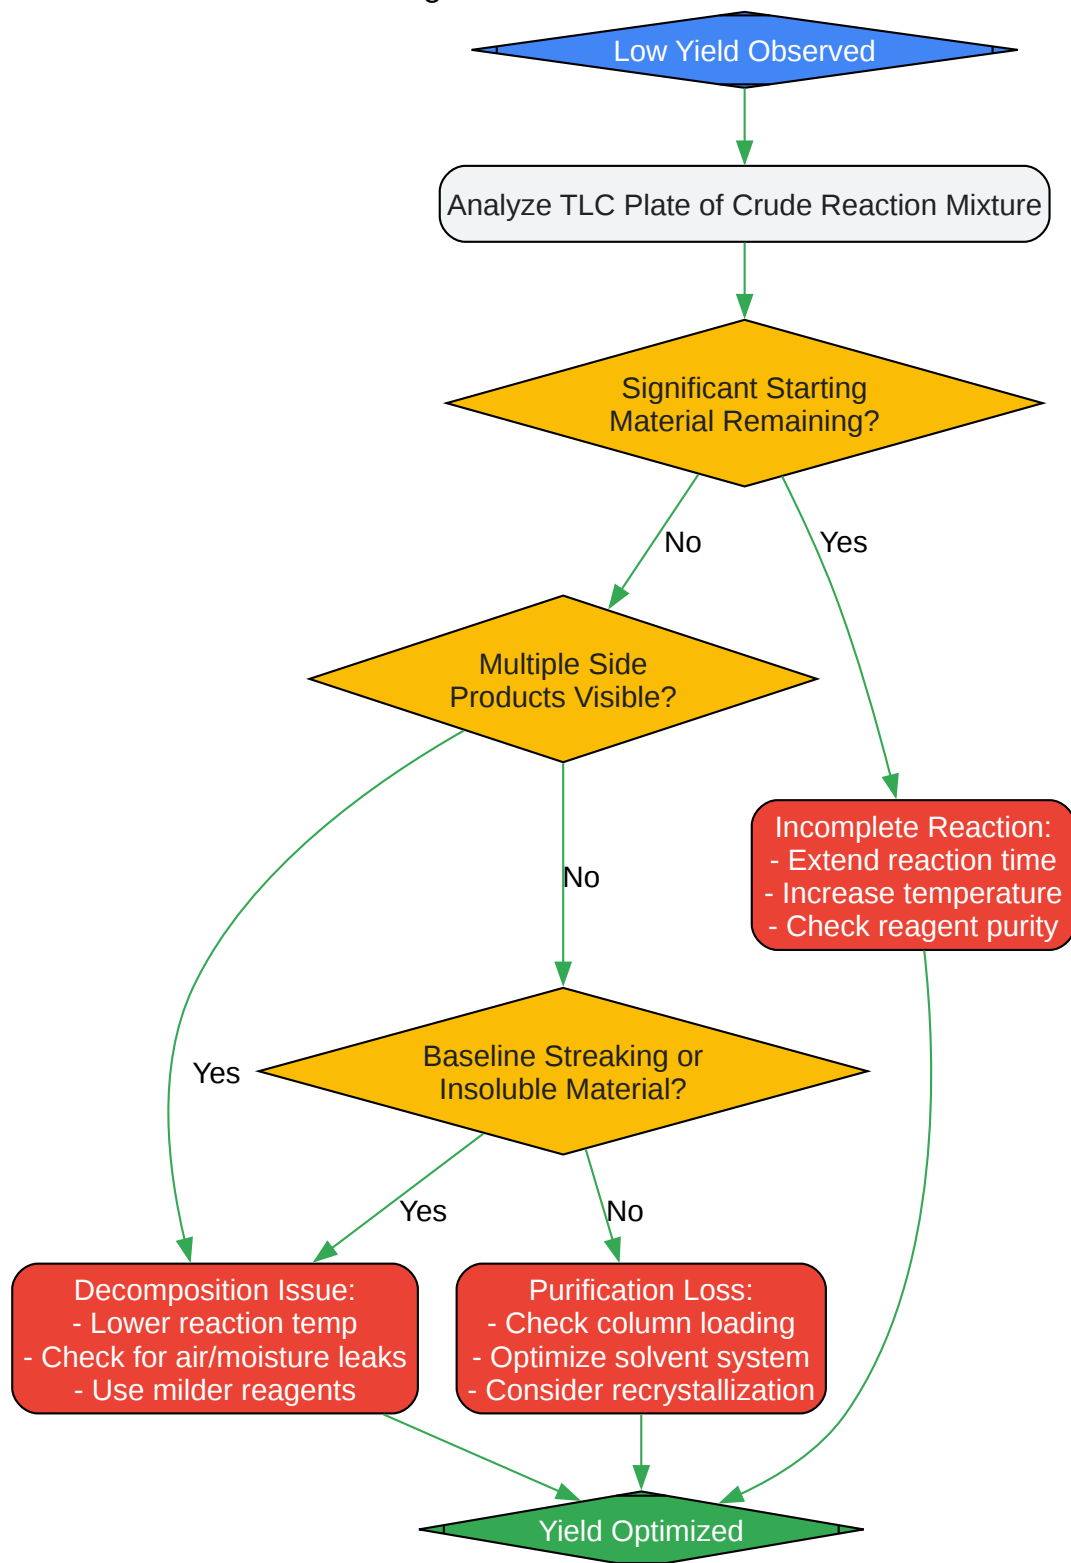 Low Yield Observed
Analyze TLC Plate of Crude Reaction Mixture
Significant Starting
Material Remaining?
No
Yes
Multiple Side
Products Visible?
Incomplete Reaction:
- Extend reaction time
- Increase temperature
- Check reagent purity
No
Baseline Streaking or
Insoluble Material?
Yes
Yes
No
Decomposition Issue:
- Lower reaction temp
- Check for air/moisture leaks
- Use milder reagents
Purification Loss:
- Check column loading
- Optimize solvent system
- Consider recrystallization
Yield Optimized